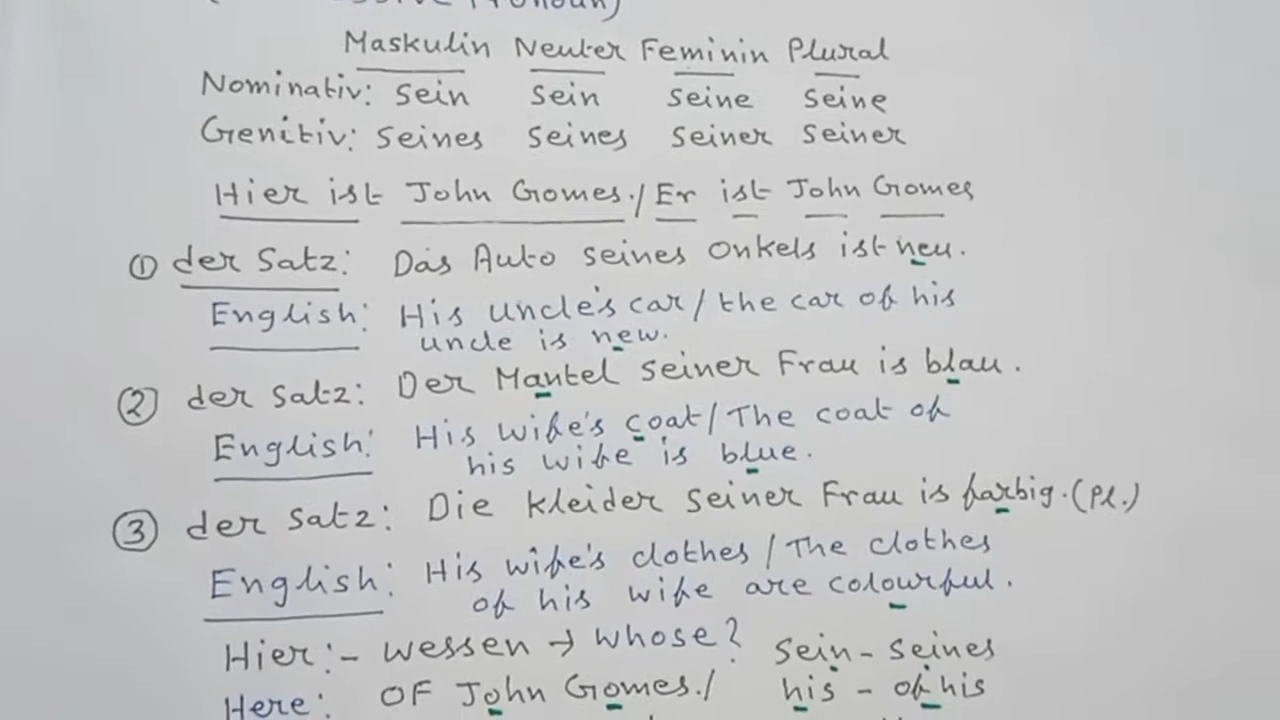 Pronoun)
Maskulin Neuter Feminin Plural
Nominativ: sein sein seine seine
Genitiv: seines seines seiner seiner
Hier ist John Gomes./Er ist John Gomes
① der Satz: Das Auto seines Onkels ist neu.
English: His uncle's car/the car of his
uncle is new.
② der Satz: Der Mantel seiner Frau is blau.
English: His wife's coat/The coat of
his wife is blue.
③ der Satz: Die kleider seiner Frau is farbig.(Pl.)
English: His wife's clothes/The clothes
of his wife are colourful.
Hier:- wessen → whose? sein - seines
Here: OF John Gomes./ his - of his